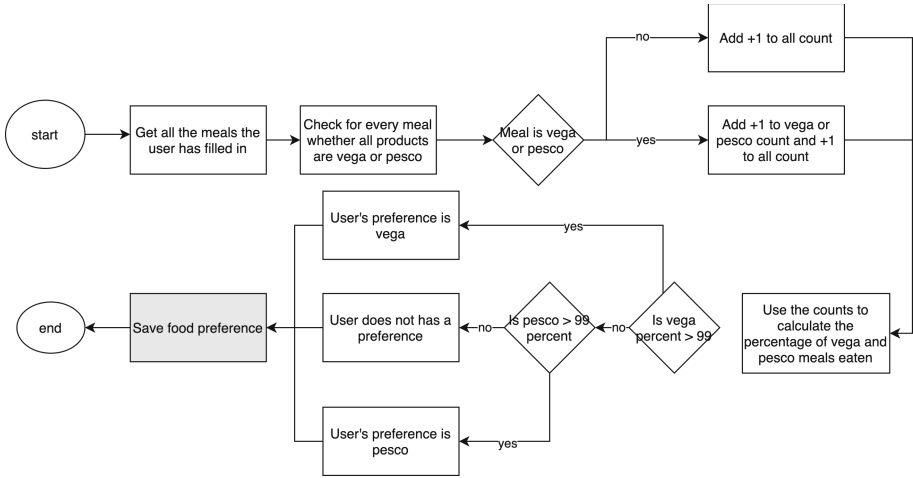 start
Get all the meals the
user has filled in
Check for every meal
whether all products
are vega or pesco
Meal is vega
or pesco
no
Add +1 to all count
yes
Add +1 to vega or
pesco count and +1
to all count
Use the counts to
calculate the
percentage of vega and
pesco meals eaten
Is vega
percent > 99
yes
User's preference is
vega
no
Is pesco > 99
percent
no
User does not has a
preference
yes
User's preference is
pesco
Save food preference
end